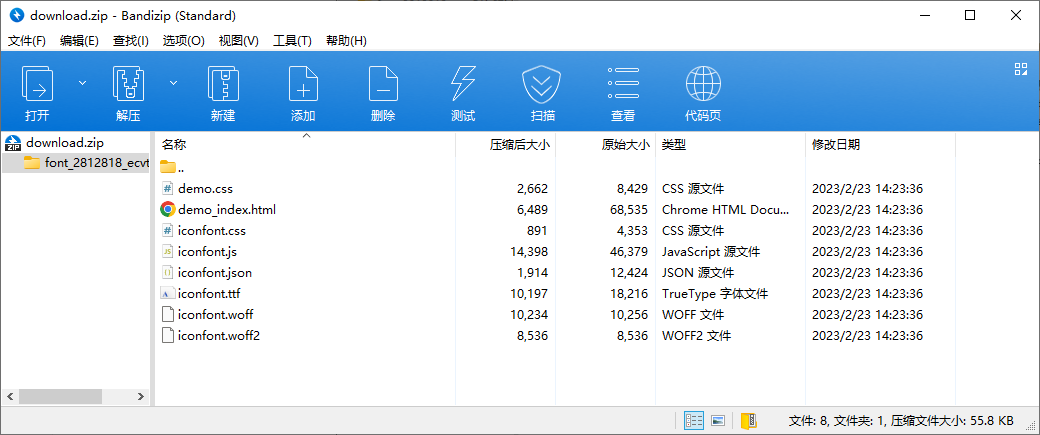 download.zip - Bandizip (Standard)
文件(F) 编辑(E) 查找(I) 选项(O) 视图(V) 工具(T) 帮助(H)
打开 解压 新建 添加 删除 测试 扫描 查看 代码页
download.zip
font_2812818_ecvt
名称 压缩后大小 原始大小 类型 修改日期
..
demo.css 2,662 8,429 CSS 源文件 2023/2/23 14:23:36
demo_index.html 6,489 68,535 Chrome HTML Docu... 2023/2/23 14:23:36
iconfont.css 891 4,353 CSS 源文件 2023/2/23 14:23:36
iconfont.js 14,398 46,379 JavaScript 源文件 2023/2/23 14:23:36
iconfont.json 1,914 12,424 JSON 源文件 2023/2/23 14:23:36
iconfont.ttf 10,197 18,216 TrueType 字体文件 2023/2/23 14:23:36
iconfont.woff 10,234 10,256 WOFF 文件 2023/2/23 14:23:36
iconfont.woff2 8,536 8,536 WOFF2 文件 2023/2/23 14:23:36
文件: 8, 文件夹: 1, 压缩文件大小: 55.8 KB